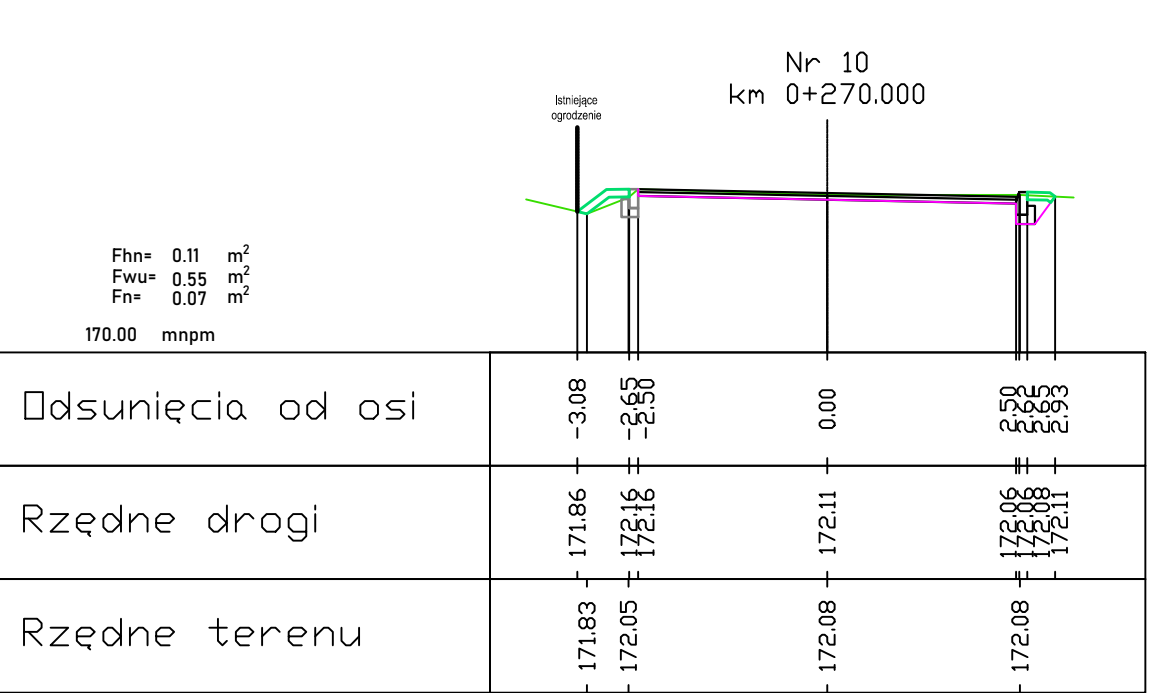 Nr 10
km 0+270.000
Istniejące
ogrodzenie
Fhn= 0.11 m²
Fwu= 0.55 m²
Fn= 0.07 m²
170.00 mnpm
Odsunięcia od osi -3.08 -2.65 -2.50 0.00 2.50 2.65 2.93
Rzędne drogi 171.86 172.16 172.16 172.11 172.06 172.06 172.08 172.11
Rzędne terenu 171.83 172.05 172.08 172.08